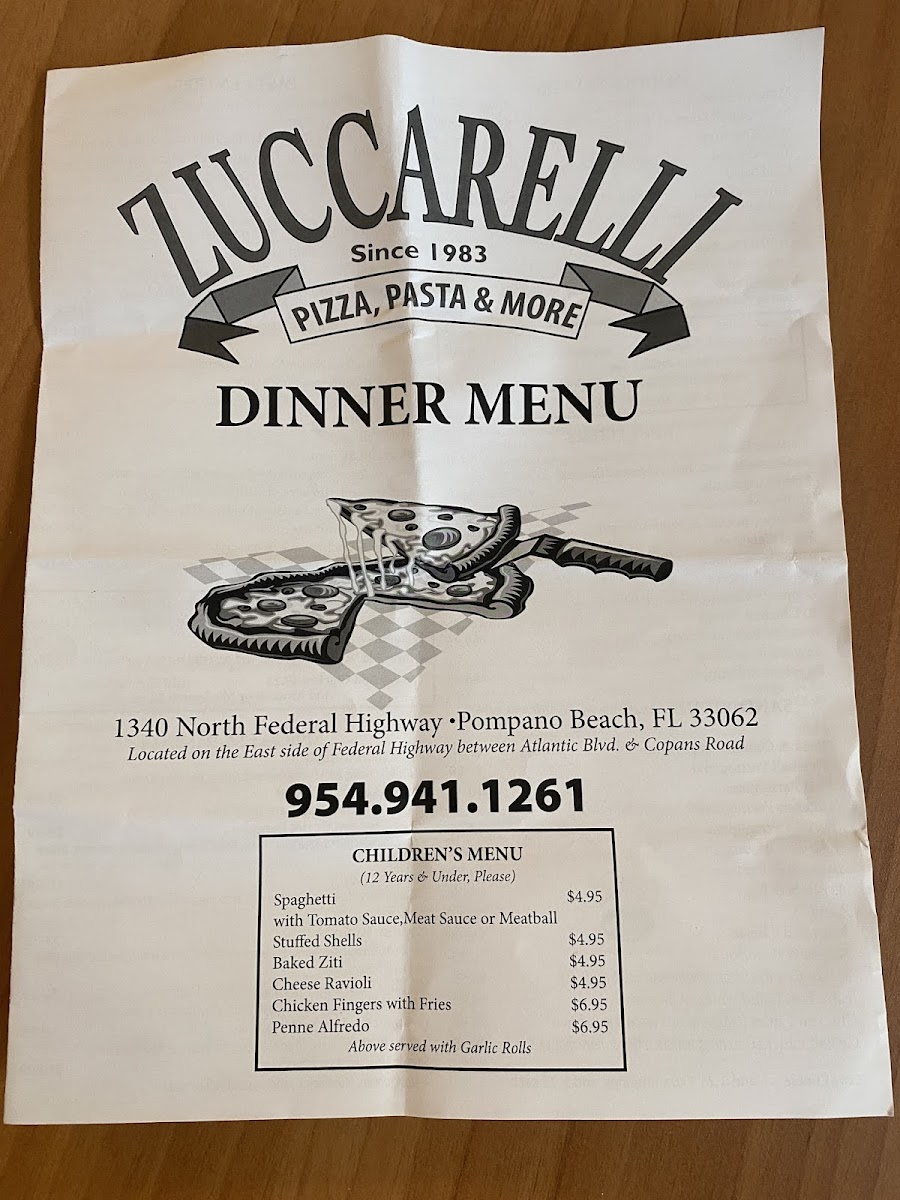 ZUCCARELLI
Since 1983
PIZZA, PASTA & MORE
DINNER MENU
1340 North Federal Highway •Pompano Beach, FL 33062
Located on the East side of Federal Highway between Atlantic Blvd. & Copans Road
954.941.1261
CHILDREN'S MENU
(12 Years & Under, Please)
Spaghetti $4.95
with Tomato Sauce,Meat Sauce or Meatball
Stuffed Shells $4.95
Baked Ziti $4.95
Cheese Ravioli $4.95
Chicken Fingers with Fries $6.95
Penne Alfredo $6.95
Above served with Garlic Rolls